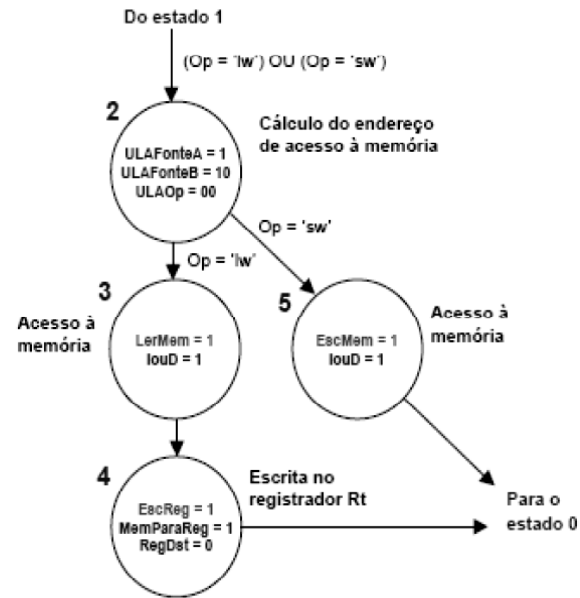 Do estado 1
(Op = 'lw') OU (Op = 'sw')
2
Cálculo do endereço
de acesso à memória
ULAFonteA = 1
ULAFonteB = 10
ULAOp = 00
Op = 'sw'
Op = 'lw'
3
5
Acesso à
memória
LerMem = 1
IouD = 1
EscMem = 1
IouD = 1
Acesso à
memória
4
Escrita no
registrador Rt
EscReg = 1
MemParaReg = 1
RegDst = 0
Para o
estado 0